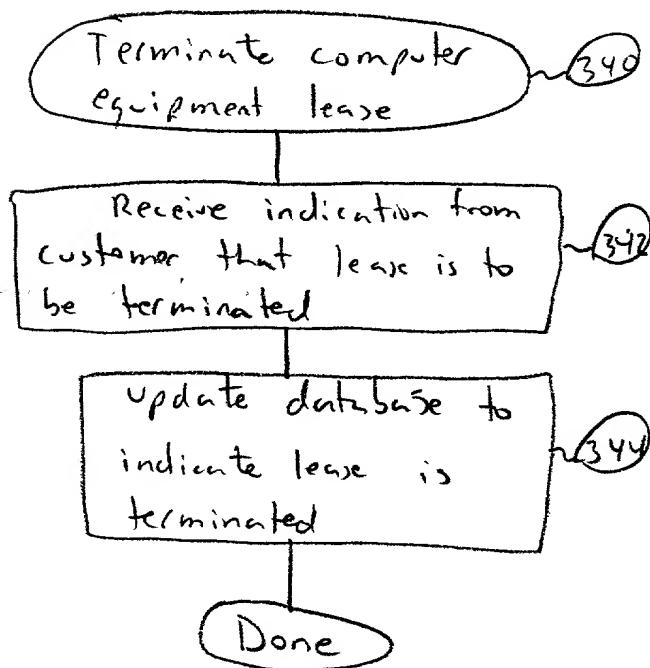 Terminate computer
equipment lease
340
Receive indication from
customer that lease is to
be terminated
342
update database to
indicate lease is
terminated
344
Done